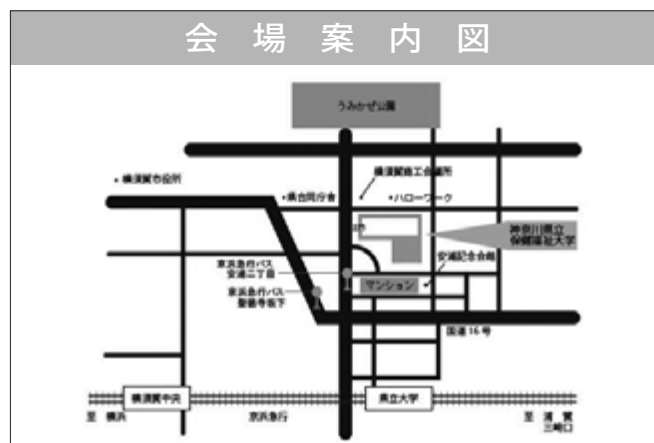 会場案内図
うみかぜ公園
・横須賀市役所
横須賀商工会議所
・県合同庁舎
・ハローワーク
神奈川県立
保健福祉大学
安浦記念会館
京浜急行バス
安浦二丁目
マンション
京浜急行バス
聖徳寺坂下
国道16号
横須賀中央
県立大学
至 横浜
京浜急行
至 浦賀
三崎口